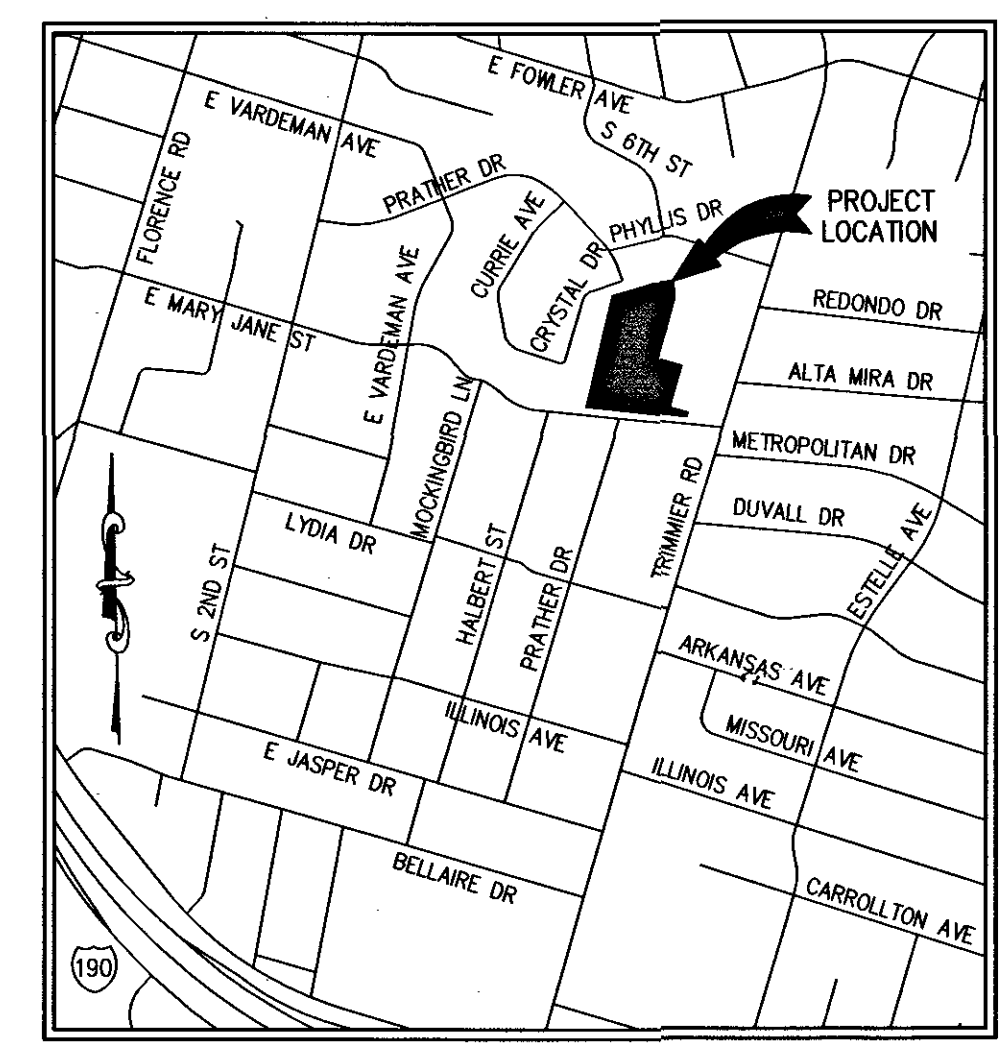 E FOWLER AVE
E VARDEMAN AVE
S 6TH ST
FLORENCE RD
PRATHER DR
PROJECT
LOCATION
CURRIE AVE
PHYLLIS DR
CRYSTAL DR
E VARDEMAN AVE
REDONDO DR
E MARY JANE ST
ALTA MIRA DR
MOCKINGBIRD LN
METROPOLITAN DR
TRIMMIER RD
DUVALL DR
LYDIA DR
ESTELLE AVE
HALBERT ST
PRATHER DR
S 2ND ST
ARKANSAS AVE
ILLINOIS AVE
MISSOURI AVE
E JASPER DR
ILLINOIS AVE
BELLAIRE DR
CARROLLTON AVE
190